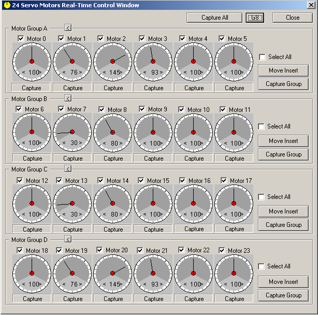 24 Servo Motors Real-Time Control Window
Capture All GB Close
Motor Group A <
Motor 0 Motor 1 Motor 2 Motor 3 Motor 4 Motor 5
< 100> < 76 > < 145> < 93 > < 100> < 100>
Capture Capture Capture Capture Capture Capture
Select All
Move Insert
Capture Group
Motor Group B <
Motor 6 Motor 7 Motor 8 Motor 9 Motor 10 Motor 11
< 100> < 30 > < 80 > < 100> < 100> < 100>
Capture Capture Capture Capture Capture Capture
Select All
Move Insert
Capture Group
Motor Group C <
Motor 12 Motor 13 Motor 14 Motor 15 Motor 16 Motor 17
< 100> < 30 > < 80 > < 100> < 100> < 100>
Capture Capture Capture Capture Capture Capture
Select All
Move Insert
Capture Group
Motor Group D <
Motor 18 Motor 19 Motor 20 Motor 21 Motor 22 Motor 23
< 100> < 76 > < 145> < 93 > < 100> < 100>
Capture Capture Capture Capture Capture Capture
Select All
Move Insert
Capture Group